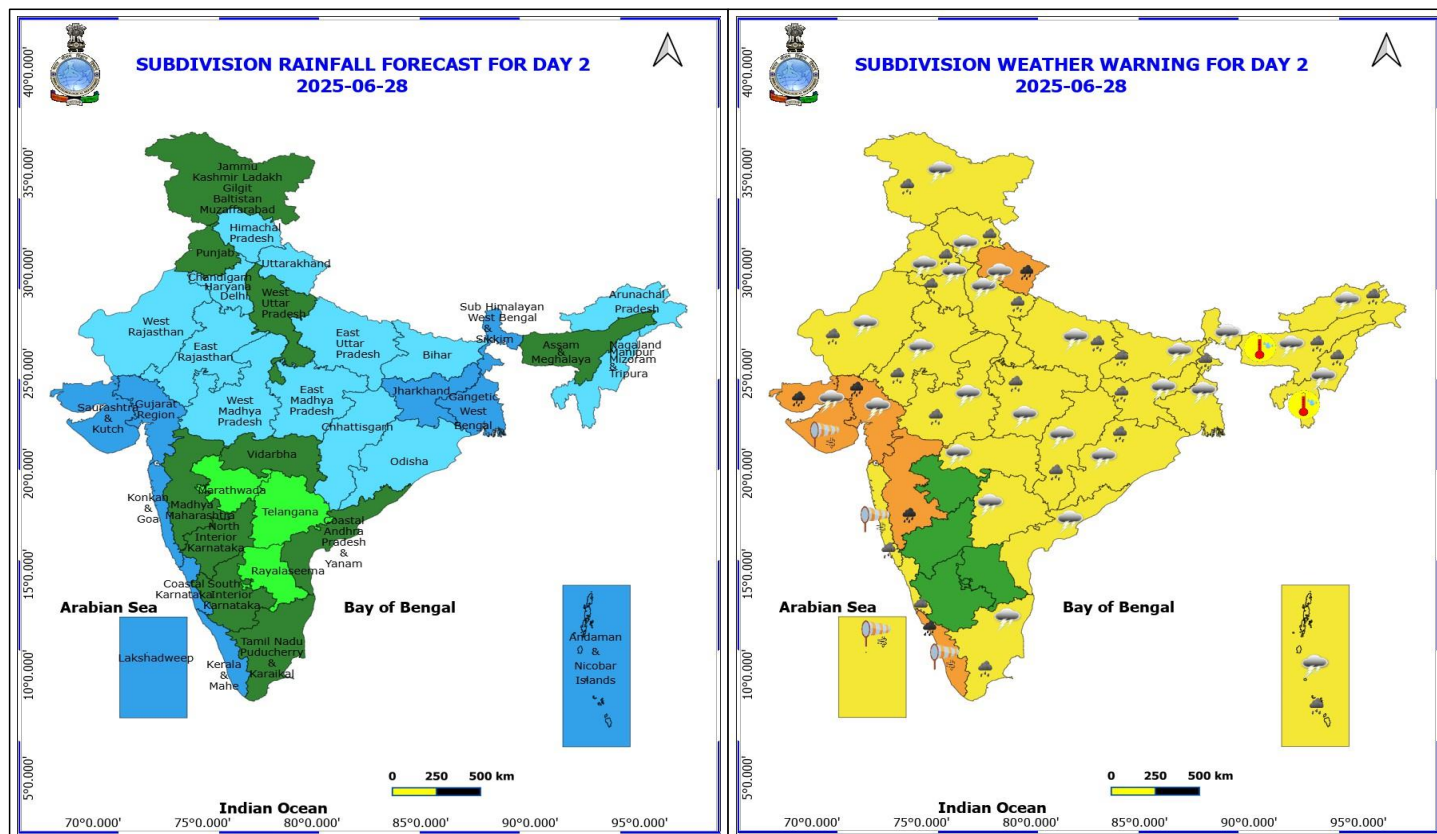 SUBDIVISION RAINFALL FORECAST FOR DAY 2
2025-06-28
40°0.000'
35°0.000'
30°0.000'
25°0.000'
20°0.000'
15°0.000'
10°0.000'
5°0.000'
Jammu
Kashmir Ladakh
Gilgit
Baltistan
Muzaffarabad
Himachal
Pradesh
Punjab
Uttarakhand
Chandigarh
Haryana
Delhi
West
Uttar
Pradesh
Arunachal
Pradesh
West
Rajasthan
Sub Himalayan
West Bengal
&
Sikkim
East
Rajasthan
East
Uttar
Pradesh
Bihar
Assam
&
Meghalaya
Nagaland
Manipur
Mizoram
&
Tripura
Saurashtra
&
Kutch
Gujarat
Region
West
Madhya
Pradesh
East
Madhya
Pradesh
Jharkhand
Gangetic
West
Bengal
Chhattisgarh
Vidarbha
Odisha
Konkan
&
Goa
Madhya
Maharashtra
Marathwada
Telangana
North
Interior
Karnataka
Coastal
Andhra
Pradesh
&
Yanam
Rayalaseema
Coastal
Karnataka
South
Interior
Karnataka
Arabian Sea
Bay of Bengal
Lakshadweep
Kerala
&
Mahe
Tamil Nadu
Puducherry
&
Karaikal
Andaman
&
Nicobar
Islands
0 250 500 km
Indian Ocean
70°0.000' 75°0.000' 80°0.000' 85°0.000' 90°0.000' 95°0.000'
SUBDIVISION WEATHER WARNING FOR DAY 2
2025-06-28
40°0.000'
35°0.000'
30°0.000'
25°0.000'
20°0.000'
15°0.000'
10°0.000'
5°0.000'
Arabian Sea
Bay of Bengal
0 250 500 km
Indian Ocean
70°0.000' 75°0.000' 80°0.000' 85°0.000' 90°0.000' 95°0.000'